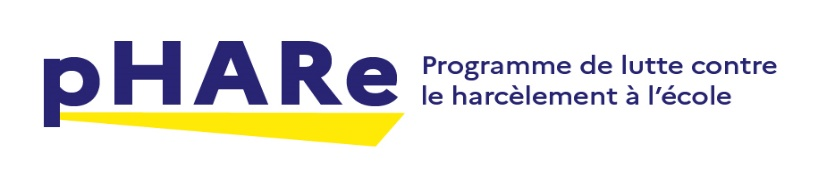 pHARe
Programme de lutte contre
le harcèlement à l'école